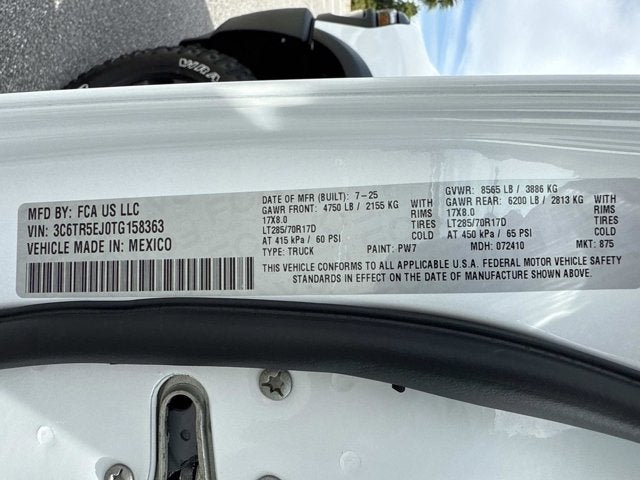 MFD BY: FCA US LLC
VIN: 3C6TR5EJ0TG158363
VEHICLE MADE IN: MEXICO
DATE OF MFR (BUILT): 7-25
GAWR FRONT: 4750 LB / 2155 KG WITH
17X8.0 RIMS
LT285/70R17D TIRES
AT 415 kPA / 60 PSI COLD
TYPE: TRUCK PAINT: PW7
GVWR: 8565 LB / 3886 KG
GAWR REAR: 6200 LB / 2813 KG WITH
17X8.0 RIMS
LT285/70R17D TIRES
AT 450 kPA / 65 PSI COLD
MDH: 072410 MKT: 875
THIS VEHICLE CONFORMS TO ALL APPLICABLE U.S.A. FEDERAL MOTOR VEHICLE SAFETY
STANDARDS IN EFFECT ON THE DATE OF MANUFACTURE SHOWN ABOVE.